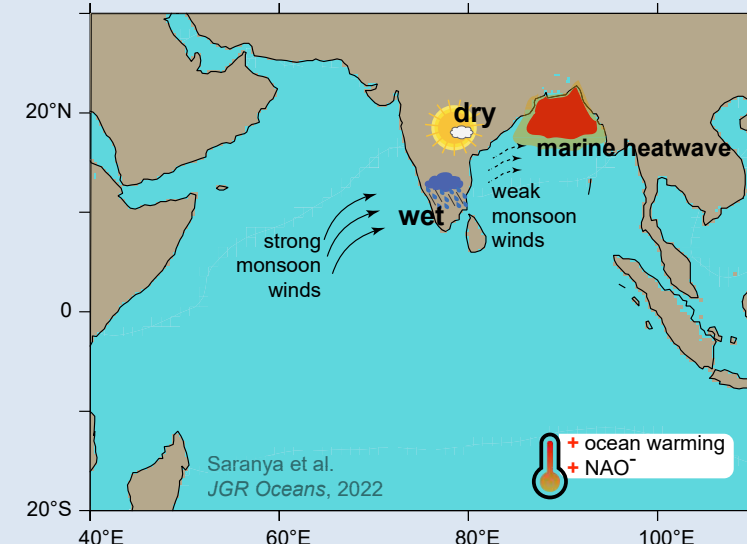 20°N
0
20°S
40°E
60°E
80°E
100°E
dry
marine heatwave
wet
weak
monsoon
winds
strong
monsoon
winds
Saranya et al.
JGR Oceans, 2022
+ ocean warming
+ NAO⁻